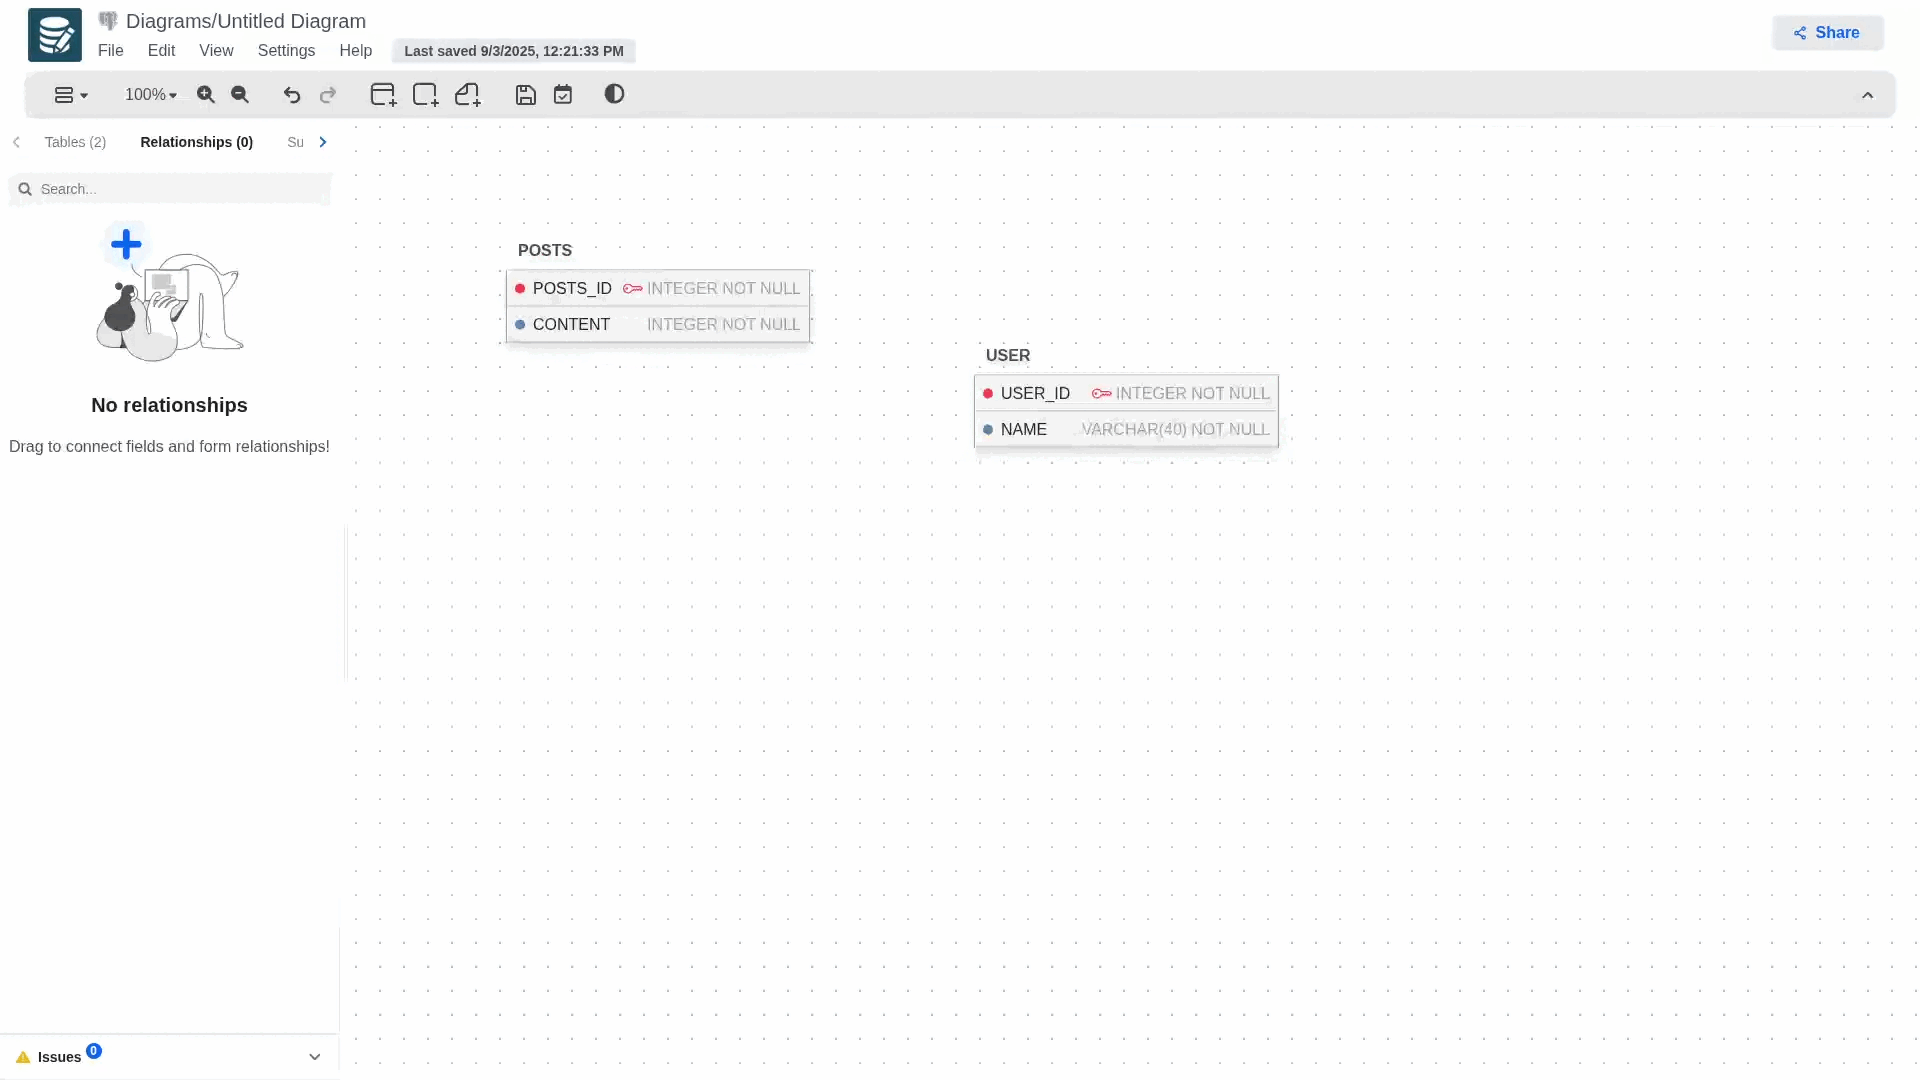 Diagrams/Untitled Diagram
File Edit View Settings Help Last saved 9/3/2025, 12:21:33 PM
Share
100%
Tables (2) Relationships (0) Su
Search...
No relationships
Drag to connect fields and form relationships!
POSTS
POSTS_ID INTEGER NOT NULL
CONTENT INTEGER NOT NULL
USER
USER_ID INTEGER NOT NULL
NAME VARCHAR(40) NOT NULL
Issues 0